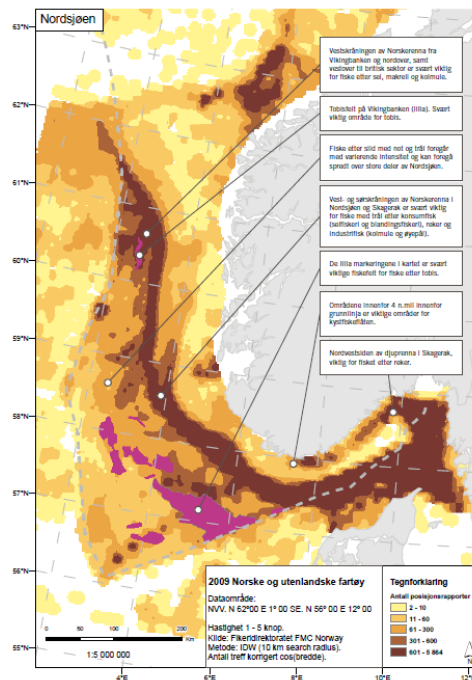 Nordsjøen
Vestskråningen av Norskerenna fra
Vikingbanken og nordover, samt
vestover til britisk sektor er svært viktig
for fiske etter sei, makrell og kolmule.
Tobisfelt på Vikingbanken (lilla). Svært
viktig område for tobis.
Fiske etter sild med not og trål foregår
med varierende intensitet og kan foregå
spredt over store deler av Nordsjøen.
Vest- og sørskråningen av Norskerenna i
Nordsjøen og Skagerak er svært viktig
for fiske med trål etter konsumfisk
(seifiskeri og blandingsfiskeri), reker og
industrifisk (kolmule og øyepål).
De lilla markeringene i kartet er svært
viktige fiskefelt for fiske etter tobis.
Områdene innenfor 4 n.mil innenfor
grunnlinja er viktige områder for
kystfiskeflåten.
Nordvestsiden av djuprenna i Skagerak,
viktig for fisket etter reker.
63°N
62°N
61°N
60°N
59°N
58°N
57°N
56°N
55°N
2009 Norske og utenlandske fartøy
Dataområde:
NVV. N 62°00 E 1° 00 SE. N 56° 00 E 12° 00
Hastighet 1 - 5 knop.
Kilde: Fikeridirektoratet FMC Norway
Metode: IDW (10 km search radius).
Antall treff korrigert cos(bredde).
Tegnforklaring
Antall posisjonsrapporter
2 - 10
11 - 60
61 - 300
301 - 600
601 - 5 864
0 50 100 200
Km
1:5 000 000
N
4°E 6°E 8°E 10°E 12°E